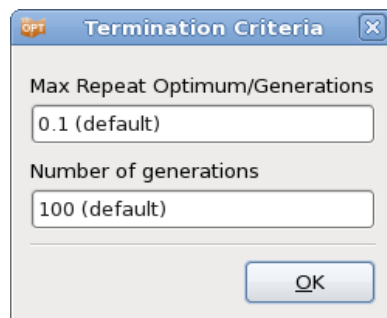 OPT Termination Criteria
Max Repeat Optimum/Generations
0.1 (default)
Number of generations
100 (default)
OK